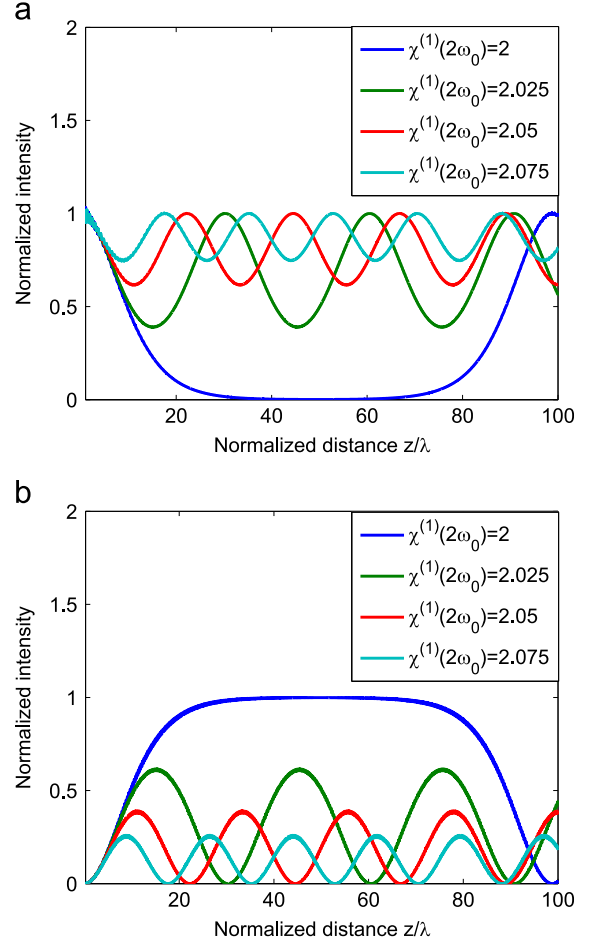 a
2
1.5
1
0.5
0
20
40
60
80
100
Normalized intensity
Normalized distance z/λ
χ⁽¹⁾(2ω₀)=2
χ⁽¹⁾(2ω₀)=2.025
χ⁽¹⁾(2ω₀)=2.05
χ⁽¹⁾(2ω₀)=2.075
b
2
1.5
1
0.5
0
20
40
60
80
100
Normalized intensity
Normalized distance z/λ
χ⁽¹⁾(2ω₀)=2
χ⁽¹⁾(2ω₀)=2.025
χ⁽¹⁾(2ω₀)=2.05
χ⁽¹⁾(2ω₀)=2.075